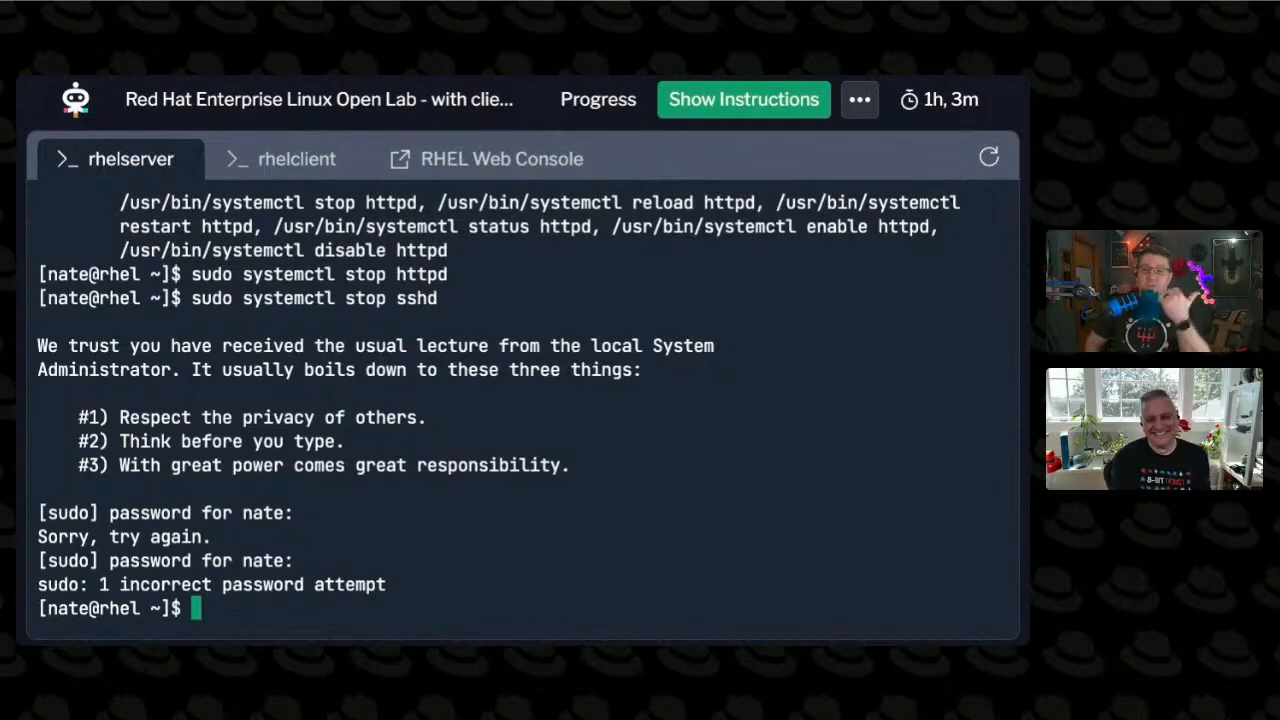 Red Hat Enterprise Linux Open Lab - with clie...
Progress
Show Instructions
1h, 3m
>_ rhelserver
>_ rhelclient
RHEL Web Console
/usr/bin/systemctl stop httpd, /usr/bin/systemctl reload httpd, /usr/bin/systemctl
restart httpd, /usr/bin/systemctl status httpd, /usr/bin/systemctl enable httpd,
/usr/bin/systemctl disable httpd
[nate@rhel ~]$ sudo systemctl stop httpd
[nate@rhel ~]$ sudo systemctl stop sshd
We trust you have received the usual lecture from the local System
Administrator. It usually boils down to these three things:
#1) Respect the privacy of others.
#2) Think before you type.
#3) With great power comes great responsibility.
[sudo] password for nate:
Sorry, try again.
[sudo] password for nate:
sudo: 1 incorrect password attempt
[nate@rhel ~]$
8-BIT